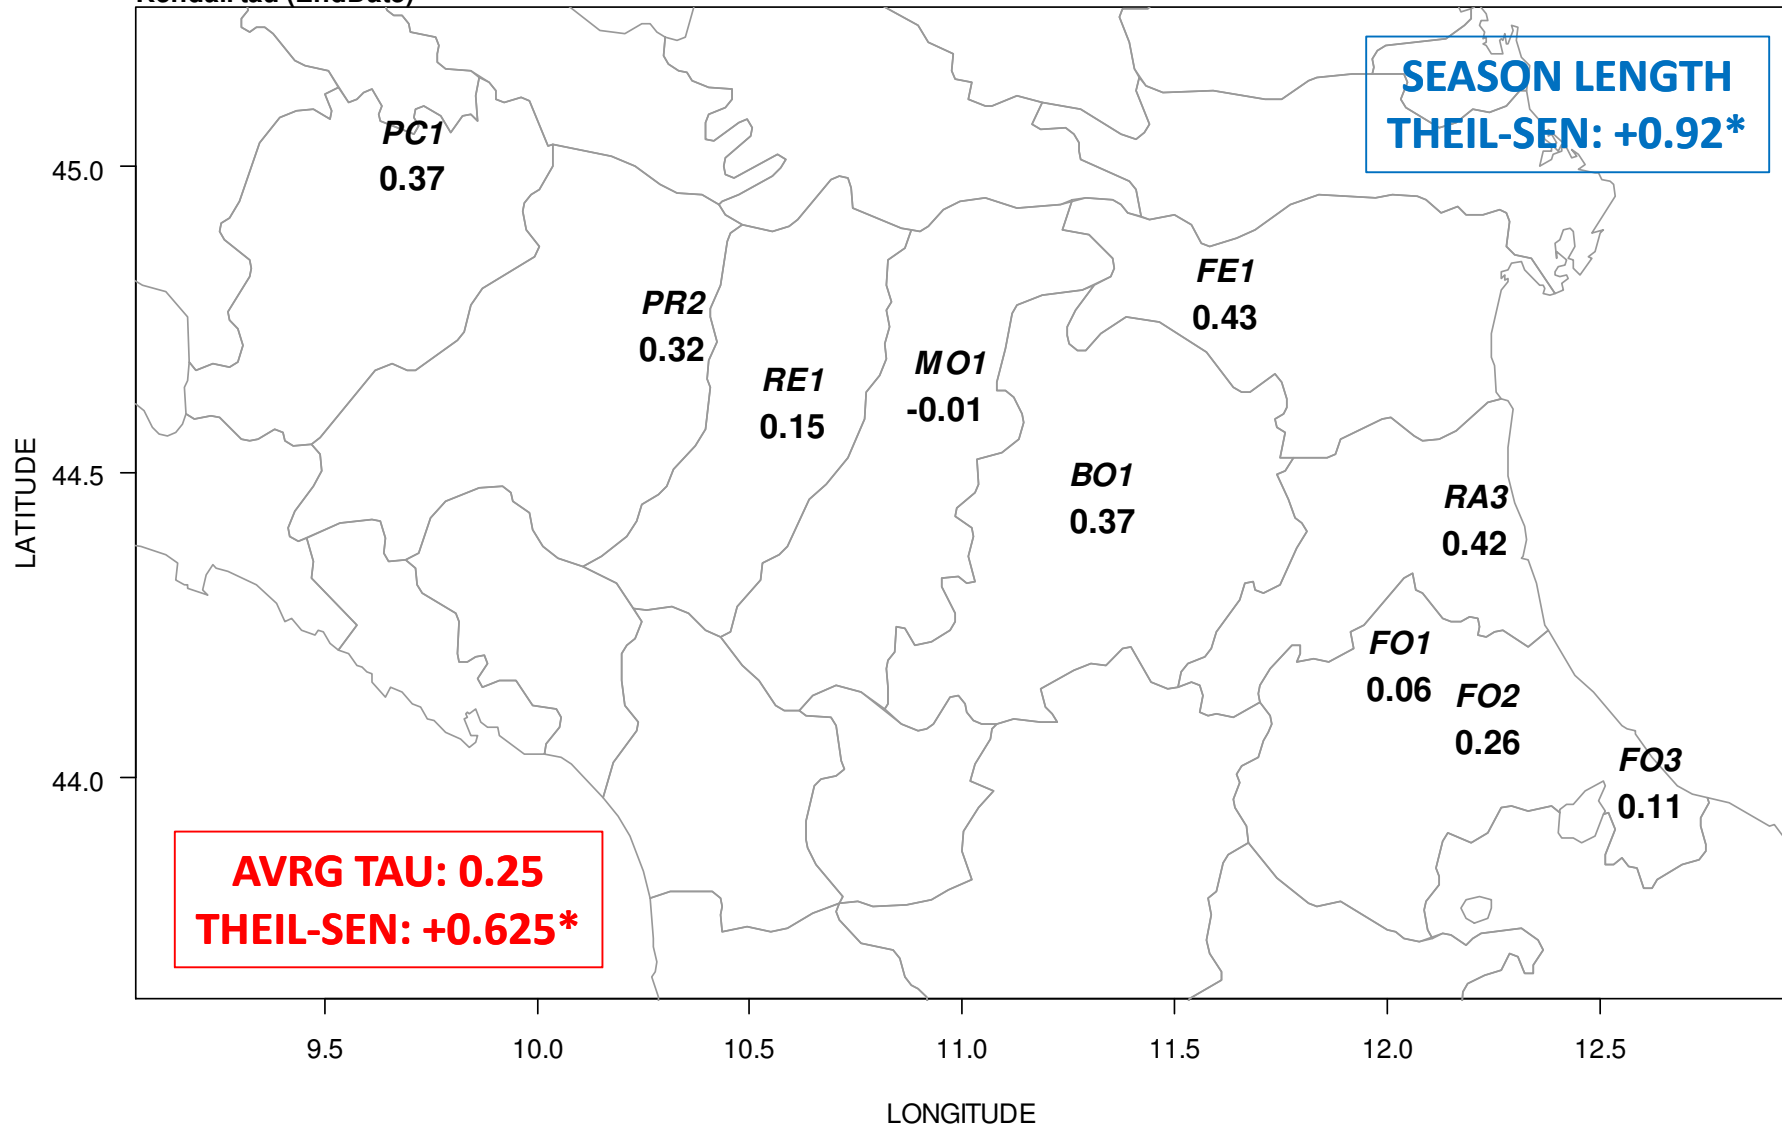 Kendall tau (EndDate)
SEASON LENGTH
THEIL-SEN: +0.92*
PC1
0.37
45.0
FE1
0.43
PR2
0.32
MO1
-0.01
RE1
0.15
BO1
0.37
44.5
LATITUDE
RA3
0.42
FO1
0.06
FO2
0.26
FO3
0.11
44.0
AVRG TAU: 0.25
THEIL-SEN: +0.625*
9.5 10.0 10.5 11.0 11.5 12.0 12.5
LONGITUDE